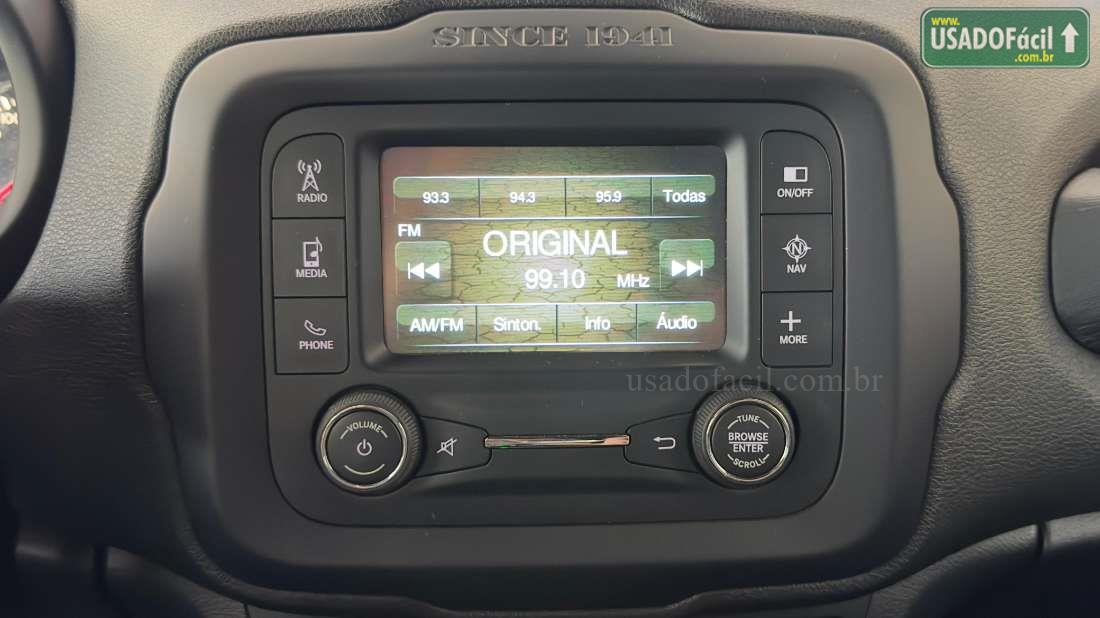 SINCE 1941
www.
USADOFácil
.com.br
RADIO
MEDIA
PHONE
93.3 94.3 95.9 Todas
FM
ORIGINAL
99.10 MHz
AM/FM Sinton. Info Áudio
ON/OFF
N
NAV
MORE
usadofacil.com.br
VOLUME
TUNE
BROWSE
ENTER
SCROLL